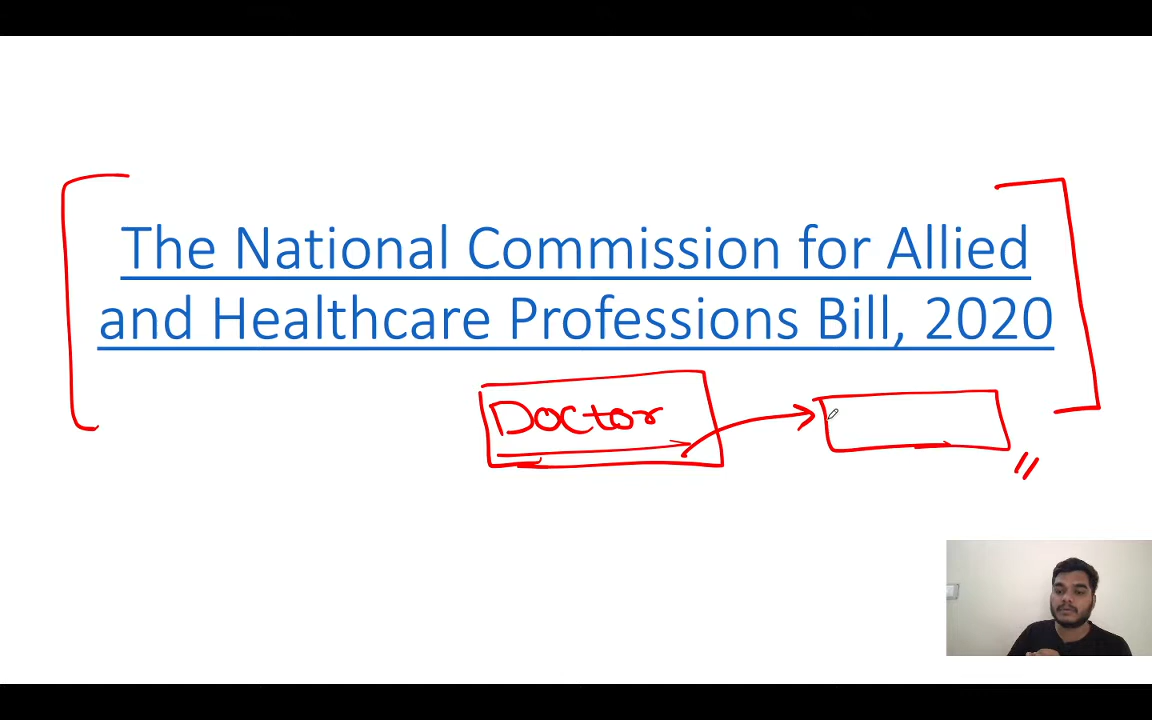 The National Commission for Allied
and Healthcare Professions Bill, 2020
Doctor